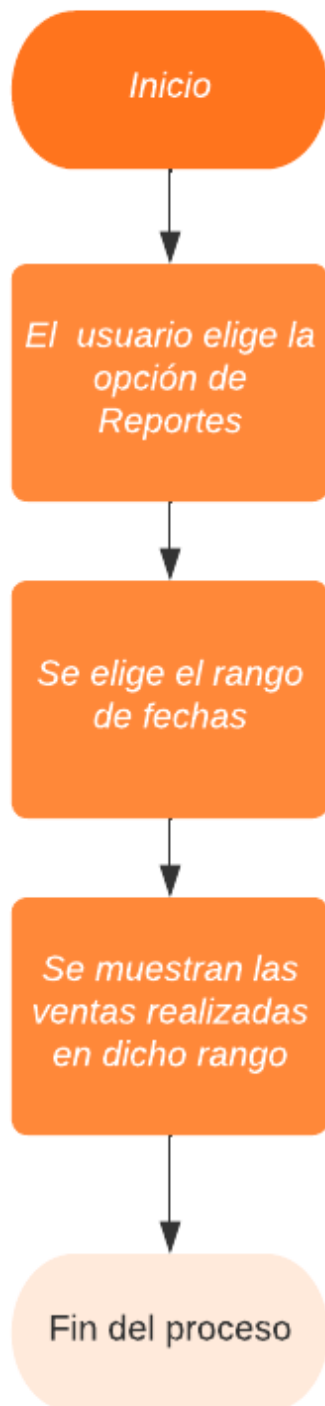 Inicio
El usuario elige la
opción de
Reportes
Se elige el rango
de fechas
Se muestran las
ventas realizadas
en dicho rango
Fin del proceso